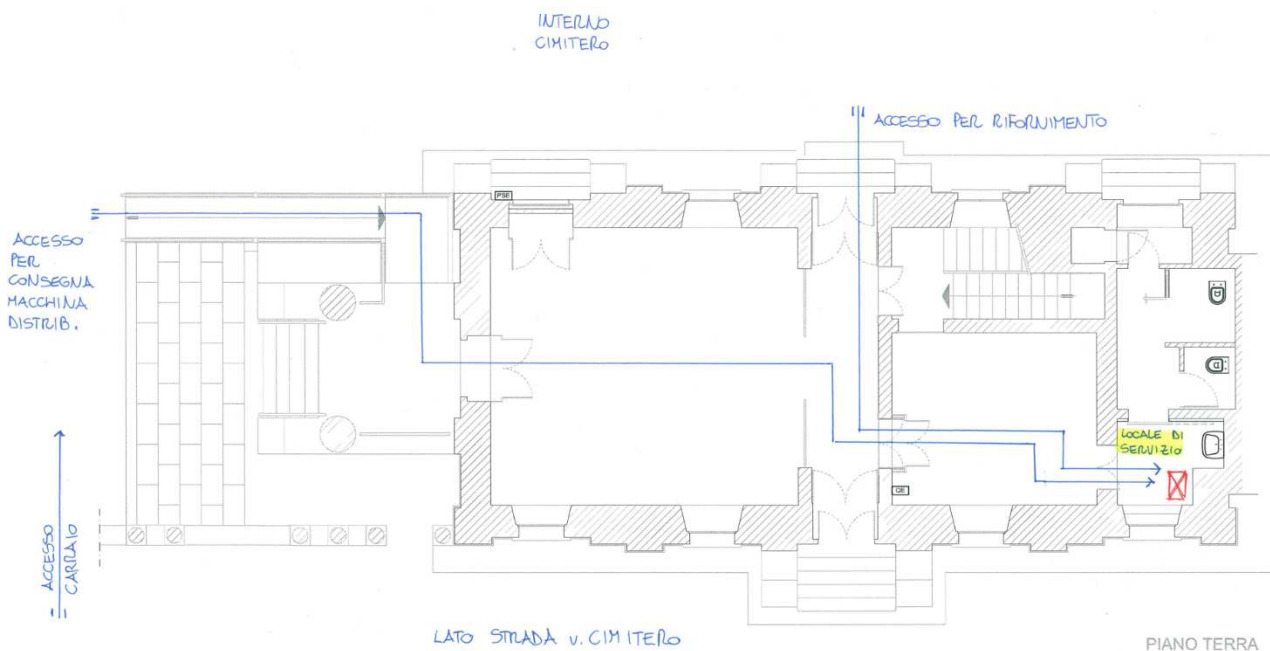 INTERNO
CIMITERO
ACCESSO PER RIFORNIMENTO
PSE
ACCESSO
PER
CONSEGNA
MACCHINA
DISTRIB.
LOCALE DI
SERVIZIO
QE
ACCESSO
CARRAIO
LATO STRADA v. CIMITERO
PIANO TERRA